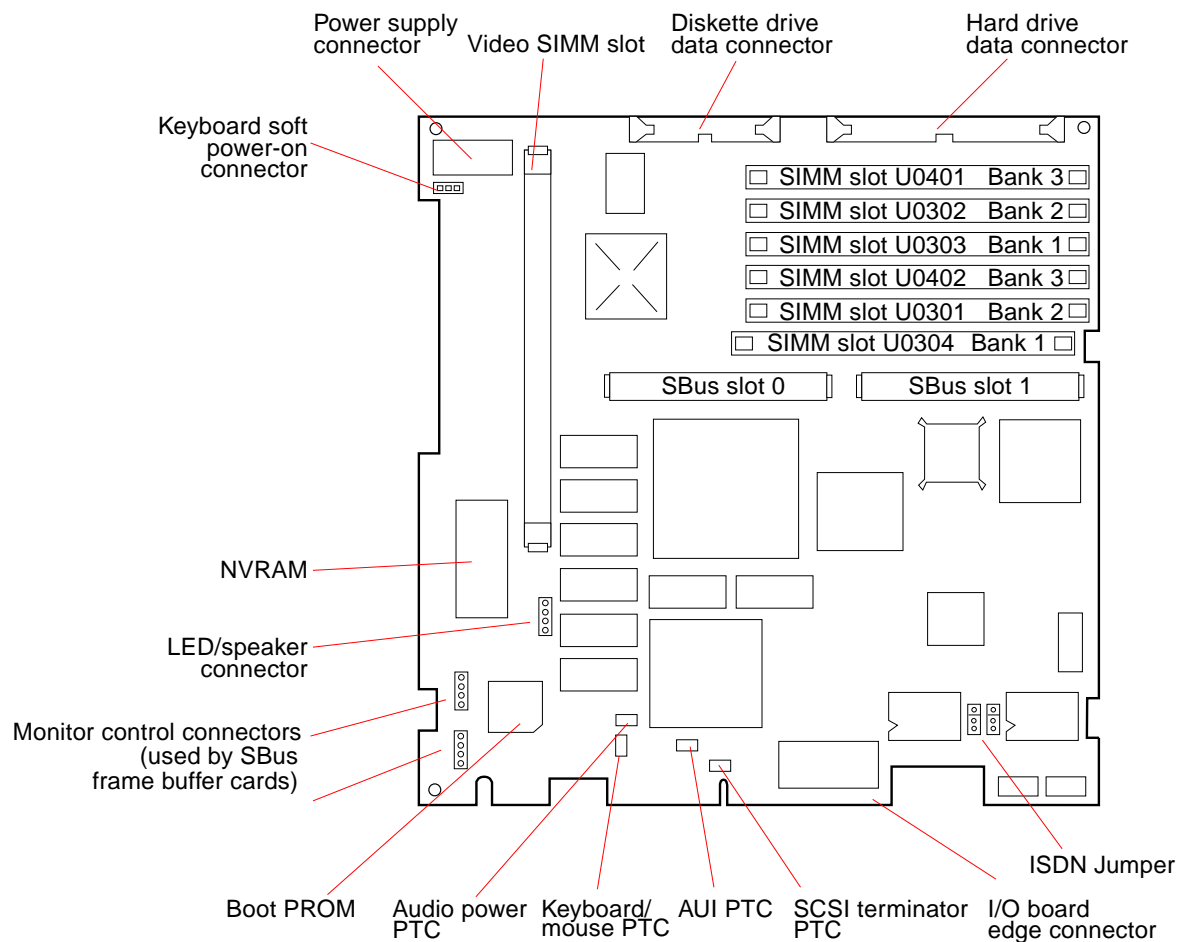 Power supply
connector
Video SIMM slot
Diskette drive
data connector
Hard drive
data connector
Keyboard soft
power-on
connector
SIMM slot U0401 Bank 3
SIMM slot U0302 Bank 2
SIMM slot U0303 Bank 1
SIMM slot U0402 Bank 3
SIMM slot U0301 Bank 2
SIMM slot U0304 Bank 1
SBus slot 0
SBus slot 1
NVRAM
LED/speaker
connector
Monitor control connectors
(used by SBus
frame buffer cards)
ISDN Jumper
Boot PROM
Audio power
PTC
Keyboard/
mouse PTC
AUI PTC
SCSI terminator
PTC
I/O board
edge connector